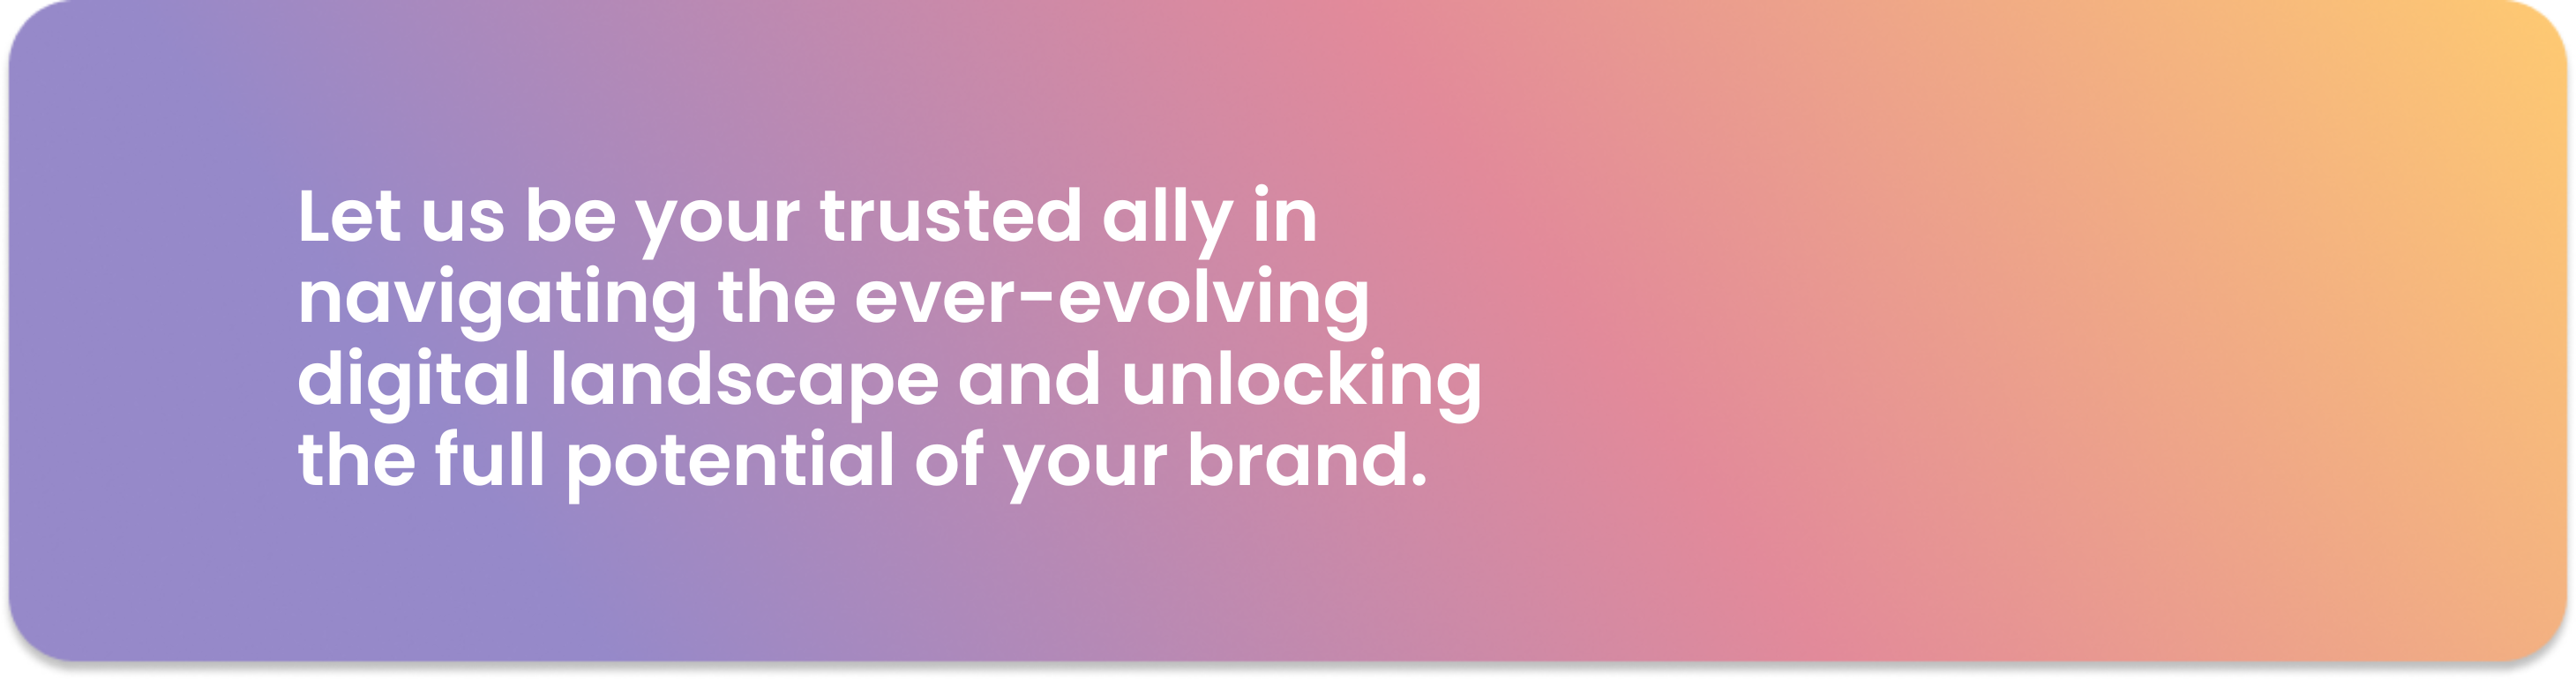 Let us be your trusted ally in
navigating the ever-evolving
digital landscape and unlocking
the full potential of your brand.